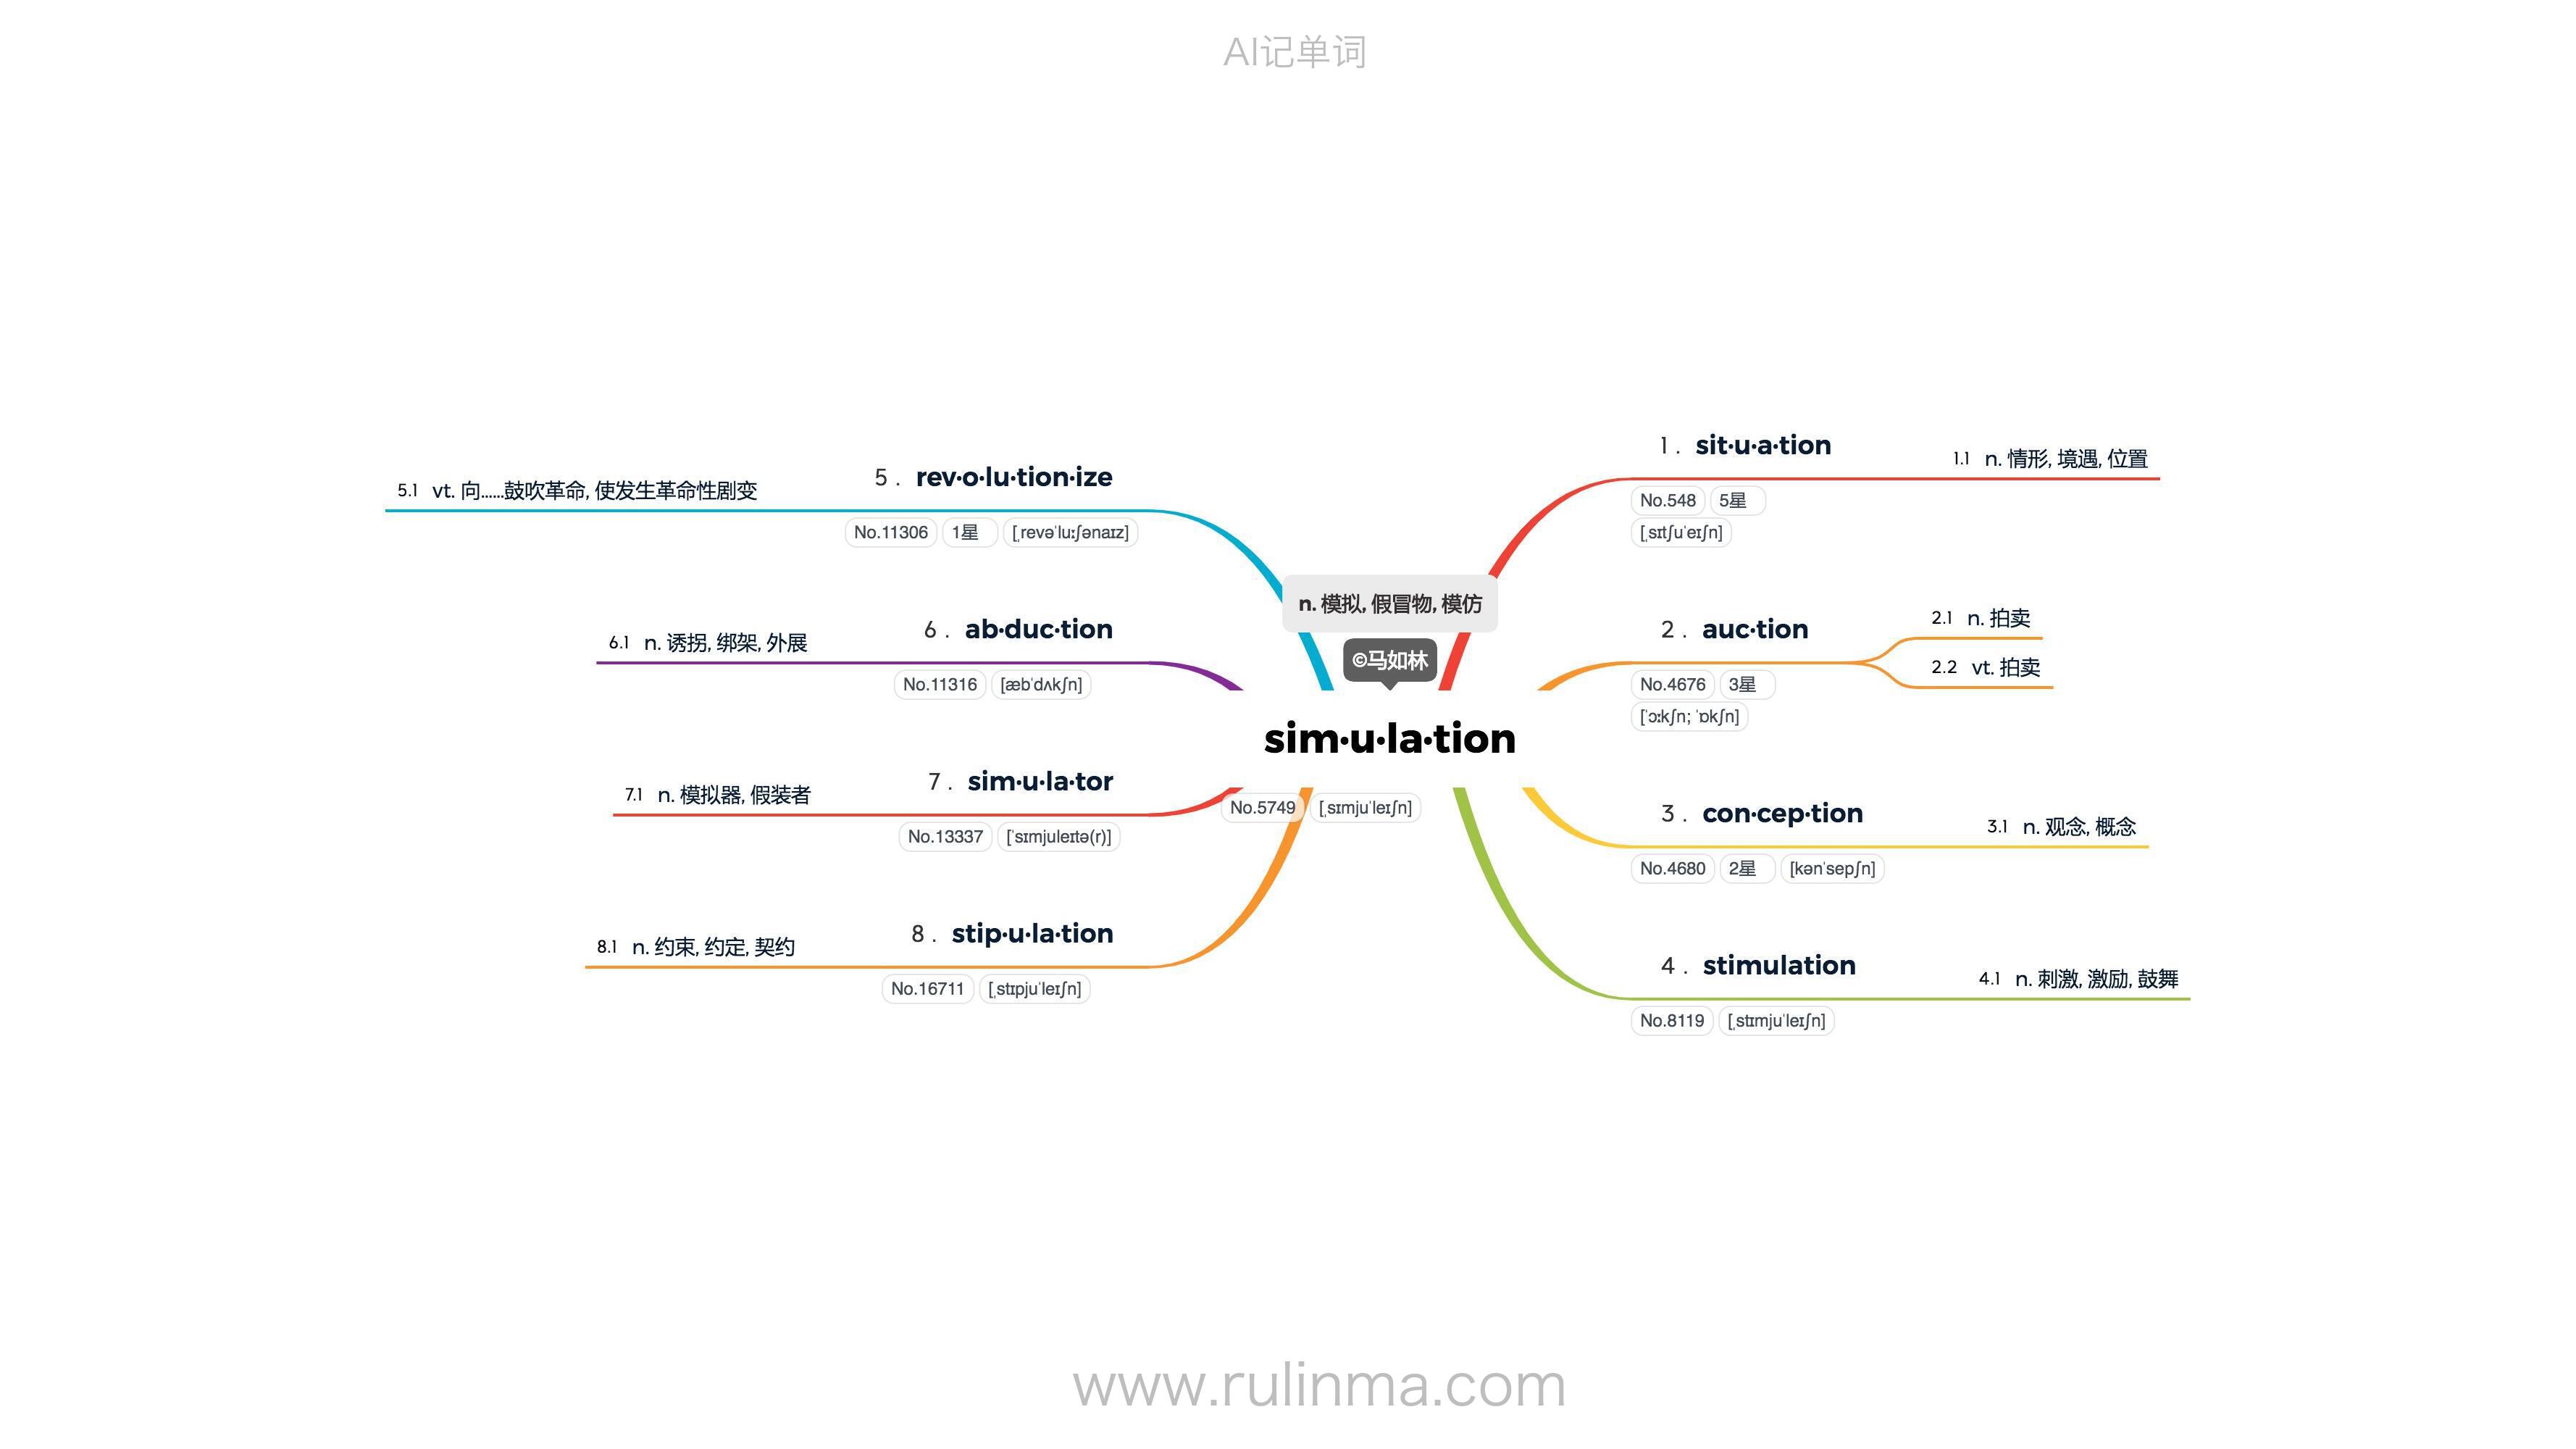 AI记单词
n. 模拟, 假冒物, 模仿
©马如林
sim·u·la·tion
No.5749 [ˌsɪmjuˈleɪʃn]
1 . sit·u·a·tion
No.548 5星
[ˌsɪtʃuˈeɪʃn]
1.1 n. 情形, 境遇, 位置
2 . auc·tion
No.4676 3星
[ˈɔːkʃn; ˈɒkʃn]
2.1 n. 拍卖
2.2 vt. 拍卖
3 . con·cep·tion
No.4680 2星 [kənˈsepʃn]
3.1 n. 观念, 概念
4 . stimulation
No.8119 [ˌstɪmjuˈleɪʃn]
4.1 n. 刺激, 激励, 鼓舞
5 . rev·o·lu·tion·ize
No.11306 1星 [ˌrevəˈluːʃənaɪz]
5.1 vt. 向......鼓吹革命, 使发生革命性剧变
6 . ab·duc·tion
No.11316 [æbˈdʌkʃn]
6.1 n. 诱拐, 绑架, 外展
7 . sim·u·la·tor
No.13337 [ˈsɪmjuleɪtə(r)]
7.1 n. 模拟器, 假装者
8 . stip·u·la·tion
No.16711 [ˌstɪpjuˈleɪʃn]
8.1 n. 约束, 约定, 契约
www.rulinma.com